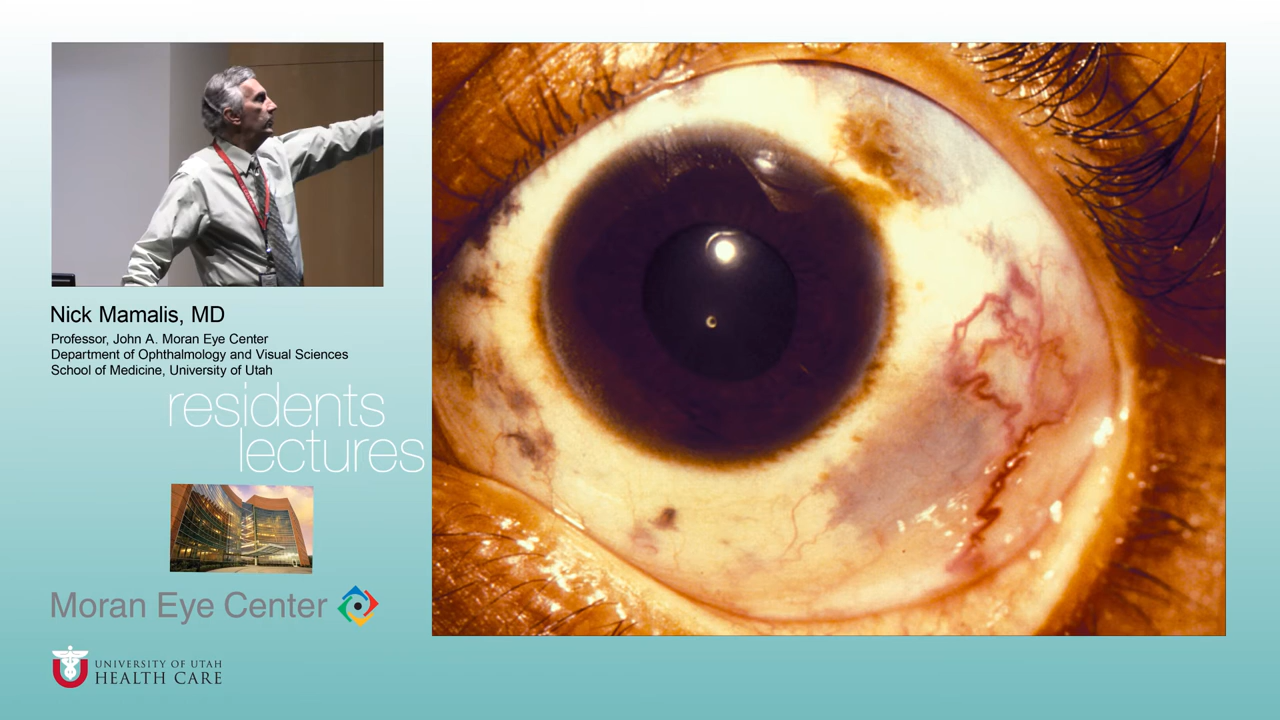 Nick Mamalis, MD
Professor, John A. Moran Eye Center
Department of Ophthalmology and Visual Sciences
School of Medicine, University of Utah
residents
lectures
Moran Eye Center
UNIVERSITY OF UTAH
HEALTH CARE